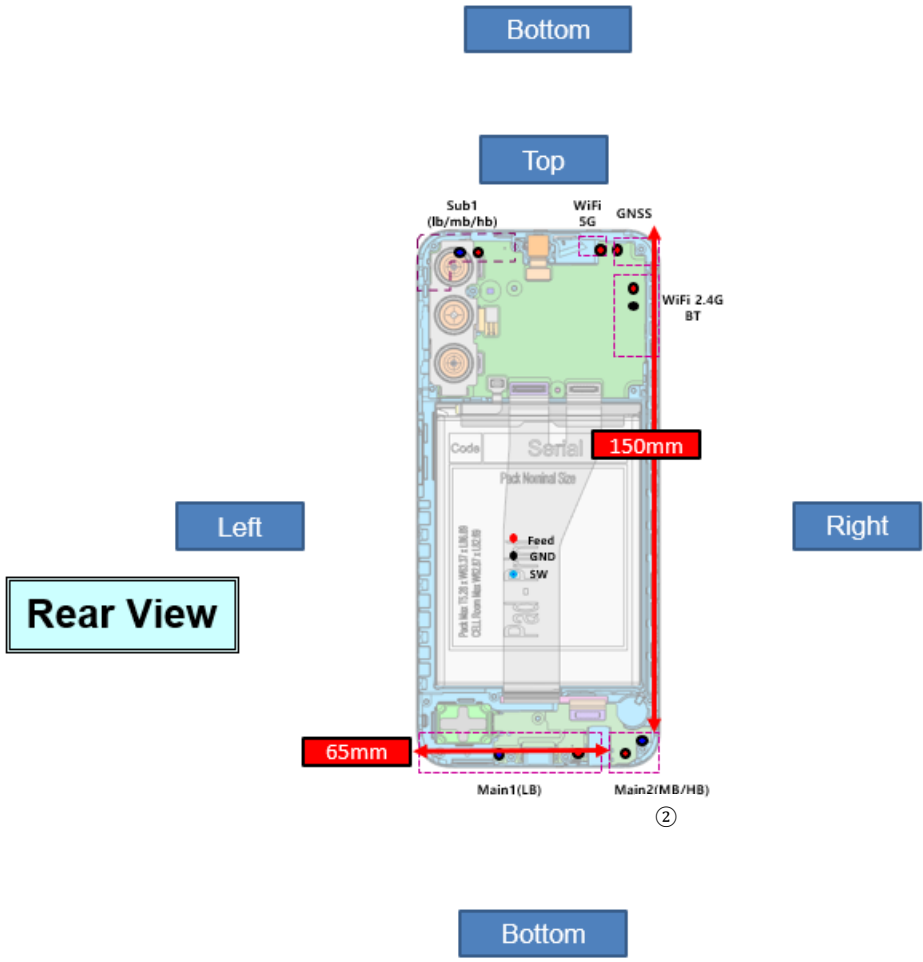 Bottom
Top
Sub1
(lb/mb/hb)
WiFi
5G
GNSS
WiFi 2.4G
BT
150mm
Code
Serial
Pack Nominal Size
Left
Right
Feed
GND
SW
Rear View
65mm
Main1(LB)
Main2(MB/HB)
②
Bottom